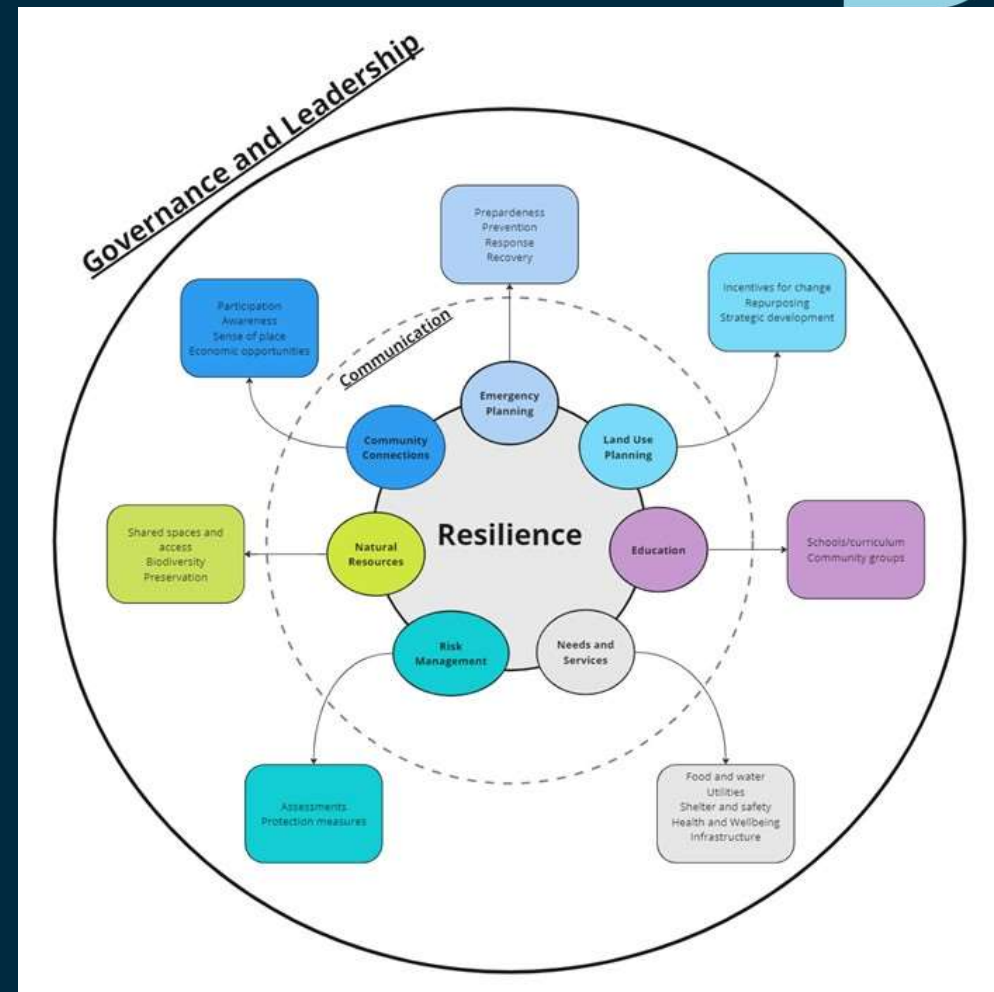 Governance and Leadership
Prepardeness
Prevention
Response
Recovery
Incentives for change
Repurposing
Strategic development
Participation
Awareness
Sense of place
Economic opportunities
Communication
Emergency
Planning
Community
Connections
Land Use
Planning
Resilience
Shared spaces and
access
Biodiversity
Preservation
Natural
Resources
Education
Schools/curriculum
Community groups
Risk
Management
Needs and
Services
Assessments
Protection measures
Food and water
Utilities
Shelter and safety
Health and Wellbeing
Infrastructure